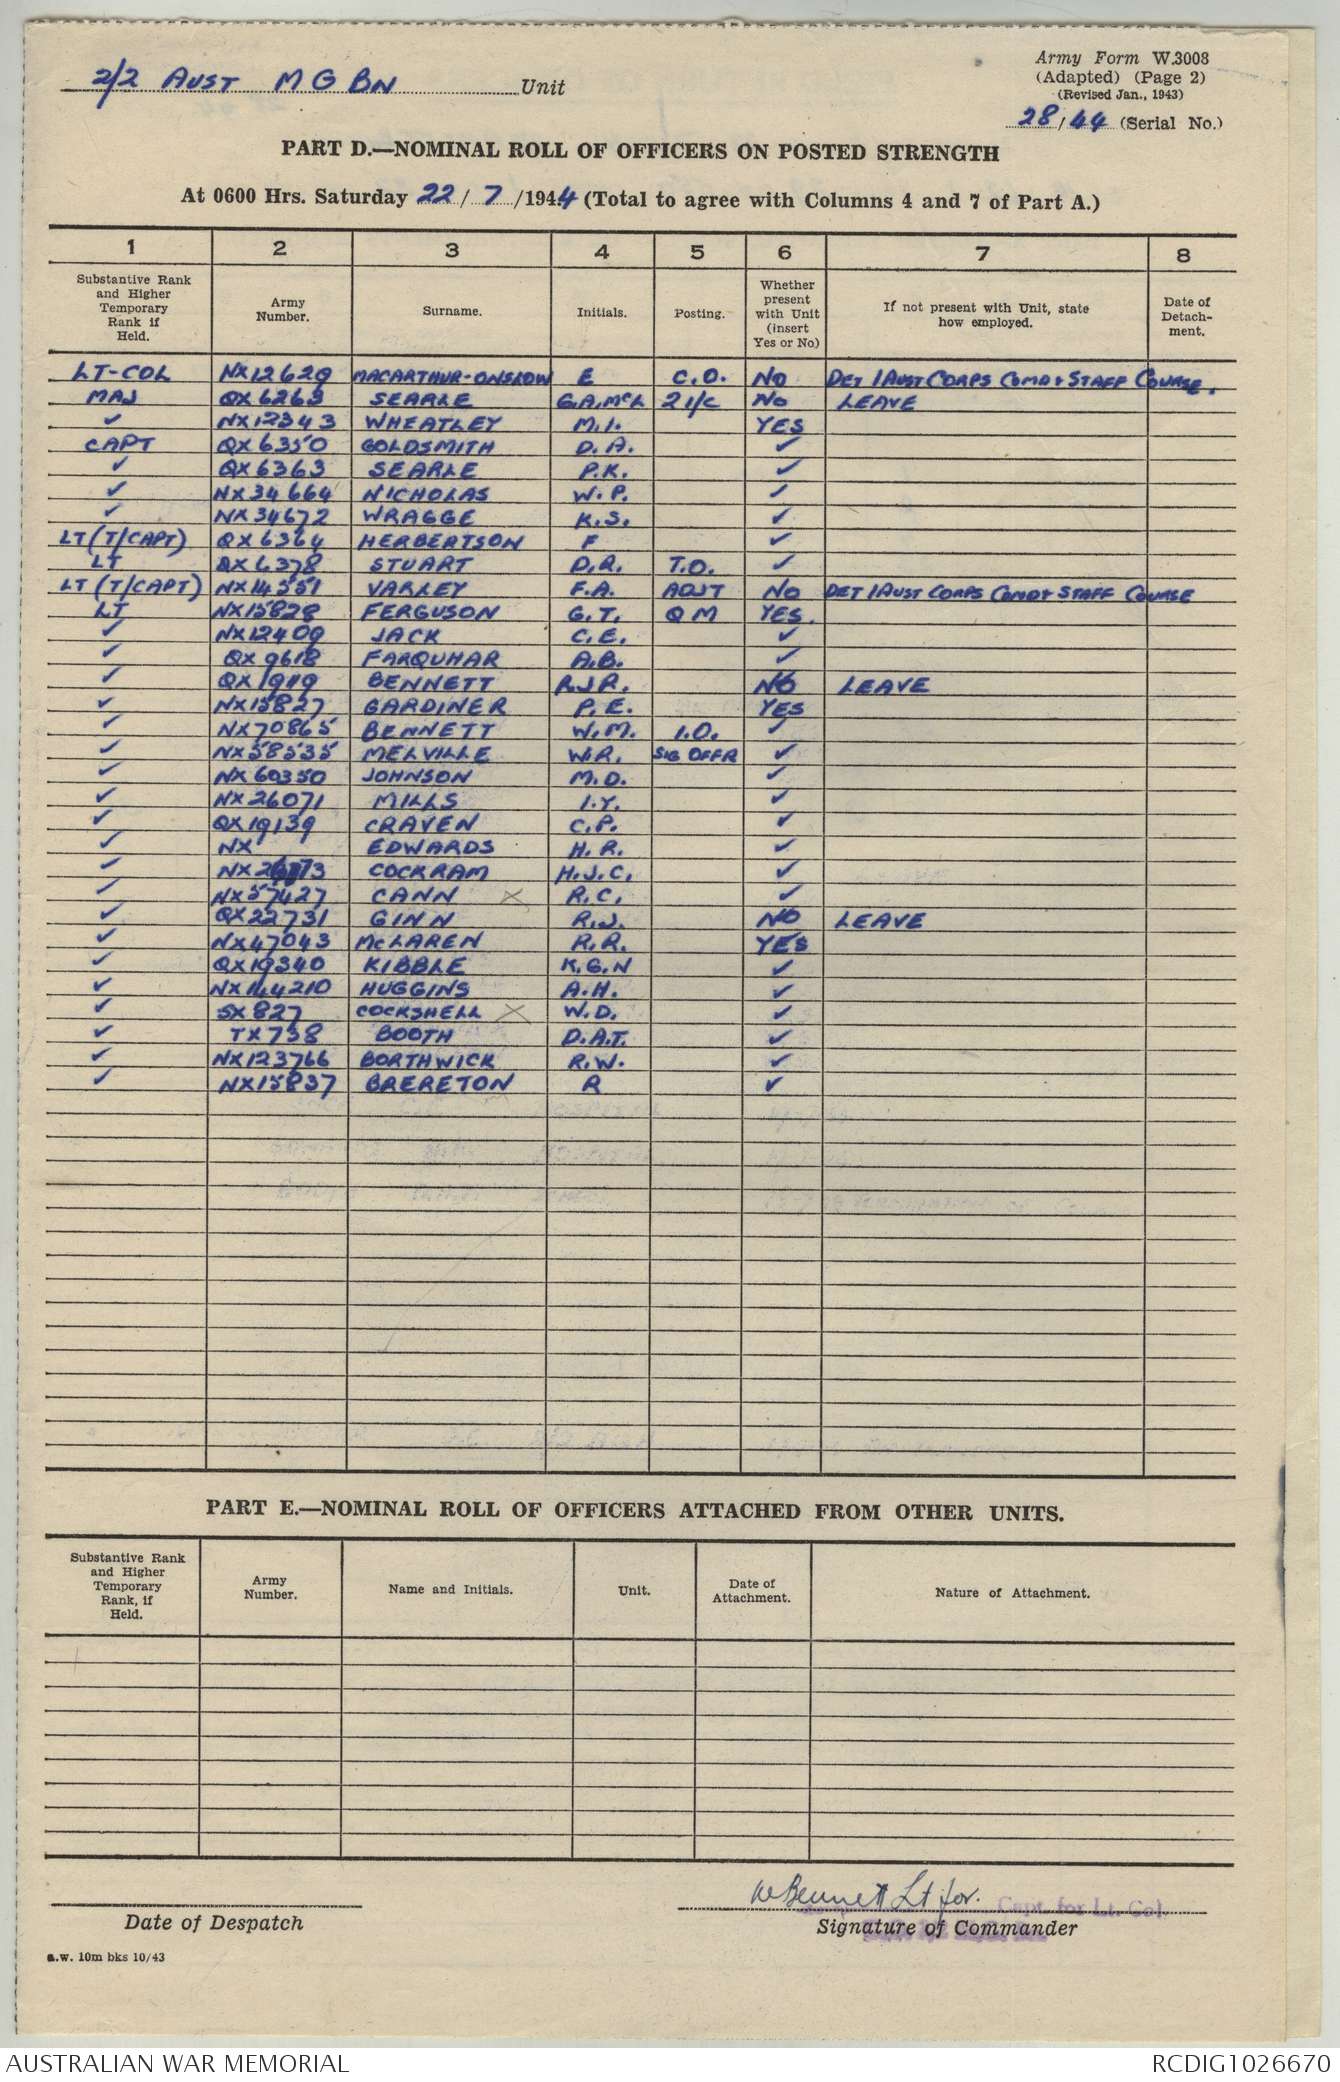 2/2 AUST M G BN Unit
Army Form W.3008
(Adapted) (Page 2)
(Revised Jan., 1943)
28/44 (Serial No.)
PART D.—NOMINAL ROLL OF OFFICERS ON POSTED STRENGTH
At 0600 Hrs. Saturday 22/7/1944 (Total to agree with Columns 4 and 7 of Part A.)
1 2 3 4 5 6 7 8
Substantive Rank and Higher Temporary Rank if Held. Army Number. Surname. Initials. Posting. Whether present with Unit (insert Yes or No) If not present with Unit, state how employed. Date of Detachment.
LT-COL NX12629 MACARTHUR-ONSLOW E C.O. NO DET 1 AUST CORPS COMD & STAFF COURSE.
MAJ QX6263 SEARLE G.A.McL 2 I/C NO LEAVE
✓ NX12343 WHEATLEY M.I. YES
CAPT QX6350 GOLDSMITH D.A. ✓
✓ QX6363 SEARLE P.K. ✓
✓ NX34664 NICHOLAS W.P. ✓
✓ NX34672 WRAGGE K.S. ✓
LT (T/CAPT) QX6364 HERBERTSON F ✓
LT QX6378 STUART D.R. T.O. ✓
LT (T/CAPT) NX14551 VARLEY F.A. ADJT NO DET 1 AUST CORPS COMD & STAFF COURSE
LT NX15828 FERGUSON G.T. QM YES.
✓ NX12409 JACK C.E. ✓
✓ QX9618 FARQUHAR A.B. ✓
✓ QX1919 BENNETT R.J.R. NO LEAVE
✓ NX15827 GARDINER P.E. YES
✓ NX70865 BENNETT W.M. I.O. ✓
✓ NX58535 MELVILLE W.R. SIG OFFR ✓
✓ NX60350 JOHNSON M.D. ✓
✓ NX26071 MILLS I.Y. ✓
✓ QX19139 CRAVEN C.P. ✓
✓ NX EDWARDS H.R. ✓
✓ COCKRAM H.J.C. ✓
✓ NX57427 CANN X R.C. ✓
✓ QX22731 GINN R.J. NO LEAVE
✓ NX47043 McLAREN R.R. YES
✓ QX19340 KIBBLE K.G.N ✓
✓ NX144210 HUGGINS A.H. ✓
✓ SX827 COCKSHELL X W.D. ✓
✓ TX738 BOOTH D.A.T. ✓
✓ NX123766 BORTHWICK R.W. ✓
✓ NX15837 BRERETON R ✓
PART E.—NOMINAL ROLL OF OFFICERS ATTACHED FROM OTHER UNITS.
Substantive Rank and Higher Temporary Rank, if Held. Army Number. Name and Initials. Unit. Date of Attachment. Nature of Attachment.
W Bennett Lt for. Capt. for Lt. Col.
Date of Despatch
Signature of Commander
a.w. 10m bks 10/43
AUSTRALIAN WAR MEMORIAL RCDIG1026670